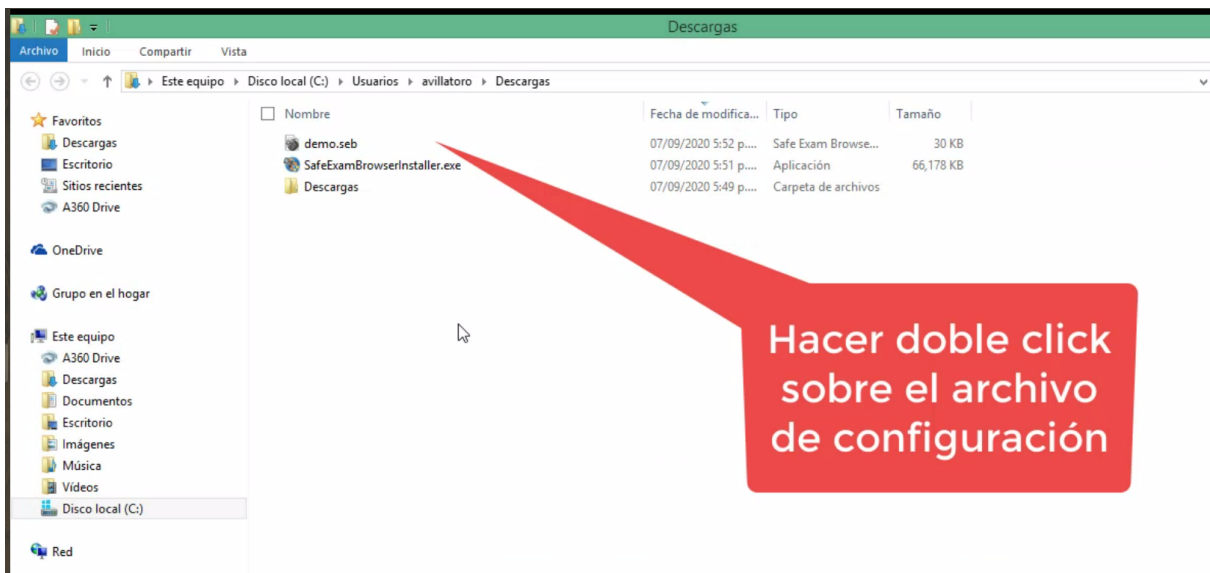 Descargas
Archivo Inicio Compartir Vista
Este equipo Disco local (C:) Usuarios avillatoro Descargas
Nombre Fecha de modifica... Tipo Tamaño
demo.seb 07/09/2020 5:52 p.... Safe Exam Browse... 30 KB
SafeExamBrowserInstaller.exe 07/09/2020 5:51 p.... Aplicación 66,178 KB
Descargas 07/09/2020 5:49 p.... Carpeta de archivos
Favoritos
Descargas
Escritorio
Sitios recientes
A360 Drive
OneDrive
Grupo en el hogar
Este equipo
A360 Drive
Descargas
Documentos
Escritorio
Imágenes
Música
Vídeos
Disco local (C:)
Red
Hacer doble click
sobre el archivo
de configuración